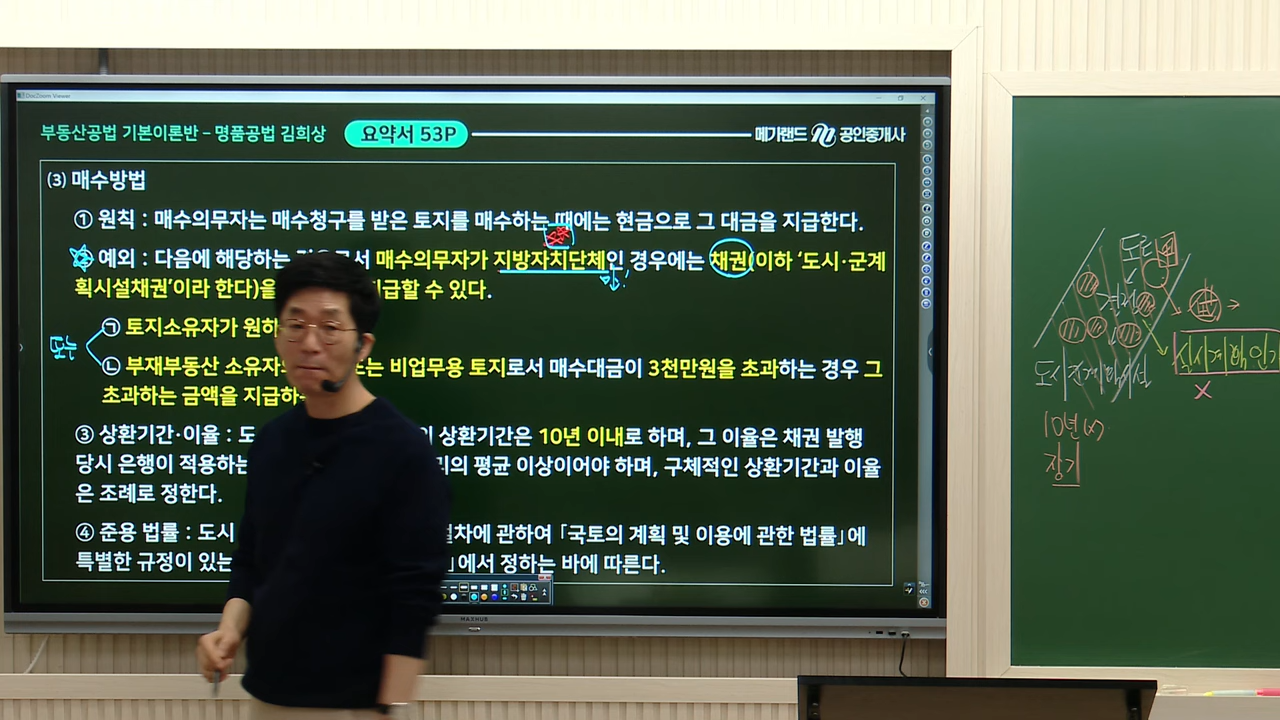 DocZoom Viewer
부동산공법 기본이론반 – 명품공법 김희상 요약서 53P 메가랜드 공인중개사
(3) 매수방법
① 원칙 : 매수의무자는 매수청구를 받은 토지를 매수하는 때에는 현금으로 그 대금을 지급한다.
② 예외 : 다음에 해당하는 매수의무자가 지방자치단체인 경우에는 채권(이하 ‘도시·군계
획시설채권’이라 한다)을 지급할 수 있다.
또는
㉠ 토지소유자가 원하
㉡ 부재부동산 소유자의 또는 비업무용 토지로서 매수대금이 3천만원을 초과하는 경우 그
초과하는 금액을 지급하
③ 상환기간·이율 : 도 상환기간은 10년 이내로 하며, 그 이율은 채권 발행
당시 은행이 적용하는 평균 이상이어야 하며, 구체적인 상환기간과 이율
은 조례로 정한다.
④ 준용 법률 : 도시 절차에 관하여 「국토의 계획 및 이용에 관한 법률」에
특별한 규정이 있는 」에서 정하는 바에 따른다.
MAXHUB
도로
10년
장기